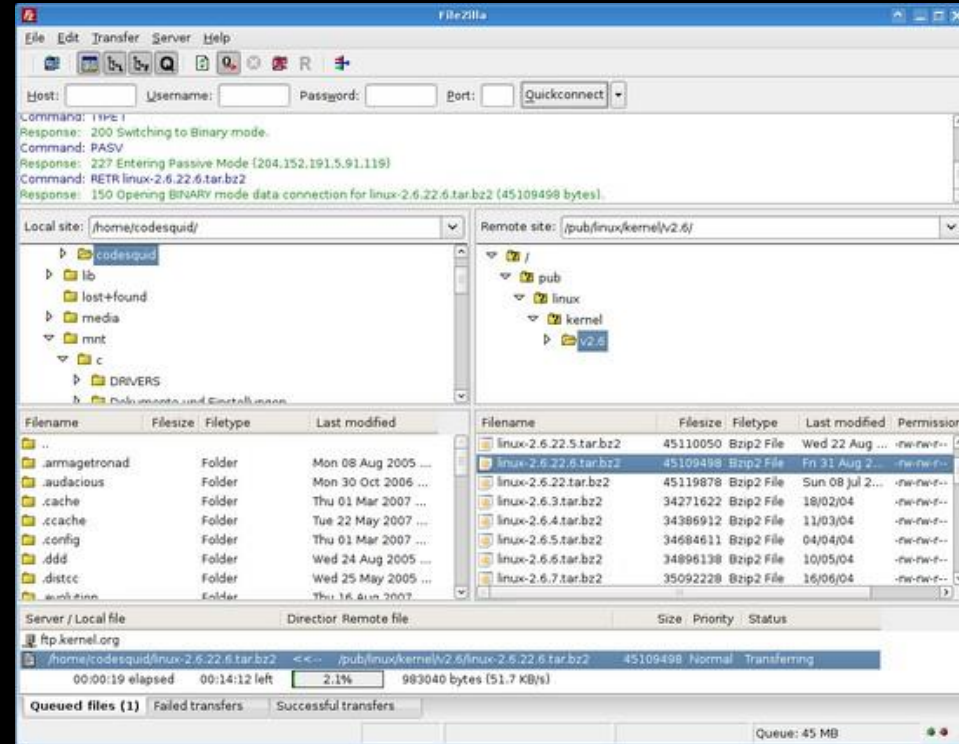 FileZilla
File Edit Transfer Server Help
Q R
Host: Username: Password: Port: Quickconnect
Command: TYPE I
Response: 200 Switching to Binary mode.
Command: PASV
Response: 227 Entering Passive Mode (204,152,191,5,91,119)
Command: RETR linux-2.6.22.6.tar.bz2
Response: 150 Opening BINARY mode data connection for linux-2.6.22.6.tar.bz2 (45109498 bytes).
Local site: /home/codesquid/ Remote site: /pub/linux/kernel/v2.6/
codesquid /
lib pub
lost+found linux
media kernel
mnt v2.6
c
DRIVERS
Dokumente und Einstellungen
Filename Filesize Filetype Last modified Filename Filesize Filetype Last modified Permission
.. linux-2.6.22.5.tar.bz2 45110050 Bzip2 File Wed 22 Aug ... -rw-rw-r--
.armagetronad Folder Mon 08 Aug 2005 ... linux-2.6.22.6.tar.bz2 45109498 Bzip2 File Fri 31 Aug 2... -rw-rw-r--
.audacious Folder Mon 30 Oct 2006 ... linux-2.6.22.tar.bz2 45119878 Bzip2 File Sun 08 Jul 2... -rw-rw-r--
.cache Folder Thu 01 Mar 2007 ... linux-2.6.3.tar.bz2 34271622 Bzip2 File 18/02/04 -rw-rw-r--
.ccache Folder Tue 22 May 2007 ... linux-2.6.4.tar.bz2 34386912 Bzip2 File 11/03/04 -rw-rw-r--
.config Folder Thu 01 Mar 2007 ... linux-2.6.5.tar.bz2 34684611 Bzip2 File 04/04/04 -rw-rw-r--
.ddd Folder Wed 24 Aug 2005 ... linux-2.6.6.tar.bz2 34896138 Bzip2 File 10/05/04 -rw-rw-r--
.distcc Folder Wed 25 May 2005 ... linux-2.6.7.tar.bz2 35092228 Bzip2 File 16/06/04 -rw-rw-r--
.evolution Folder Thu 16 Aug 2007
Server / Local file Direction Remote file Size Priority Status
ftp.kernel.org
/home/codesquid/linux-2.6.22.6.tar.bz2 <<-- /pub/linux/kernel/v2.6/linux-2.6.22.6.tar.bz2 45109498 Normal Transferring
00:00:19 elapsed 00:14:12 left 2.1% 983040 bytes (51.7 KB/s)
Queued files (1) Failed transfers Successful transfers
Queue: 45 MB